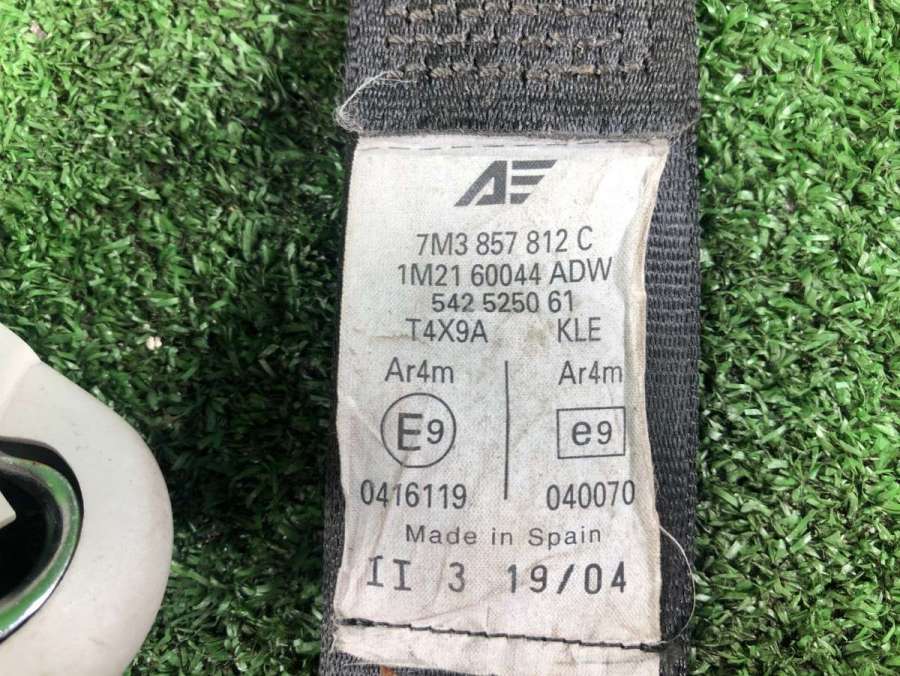 AE
7M3 857 812 C
1M21 60044 ADW
542 5250 61
T4X9A KLE
Ar4m Ar4m
E9 e9
0416119 040070
Made in Spain
II 3 19/04